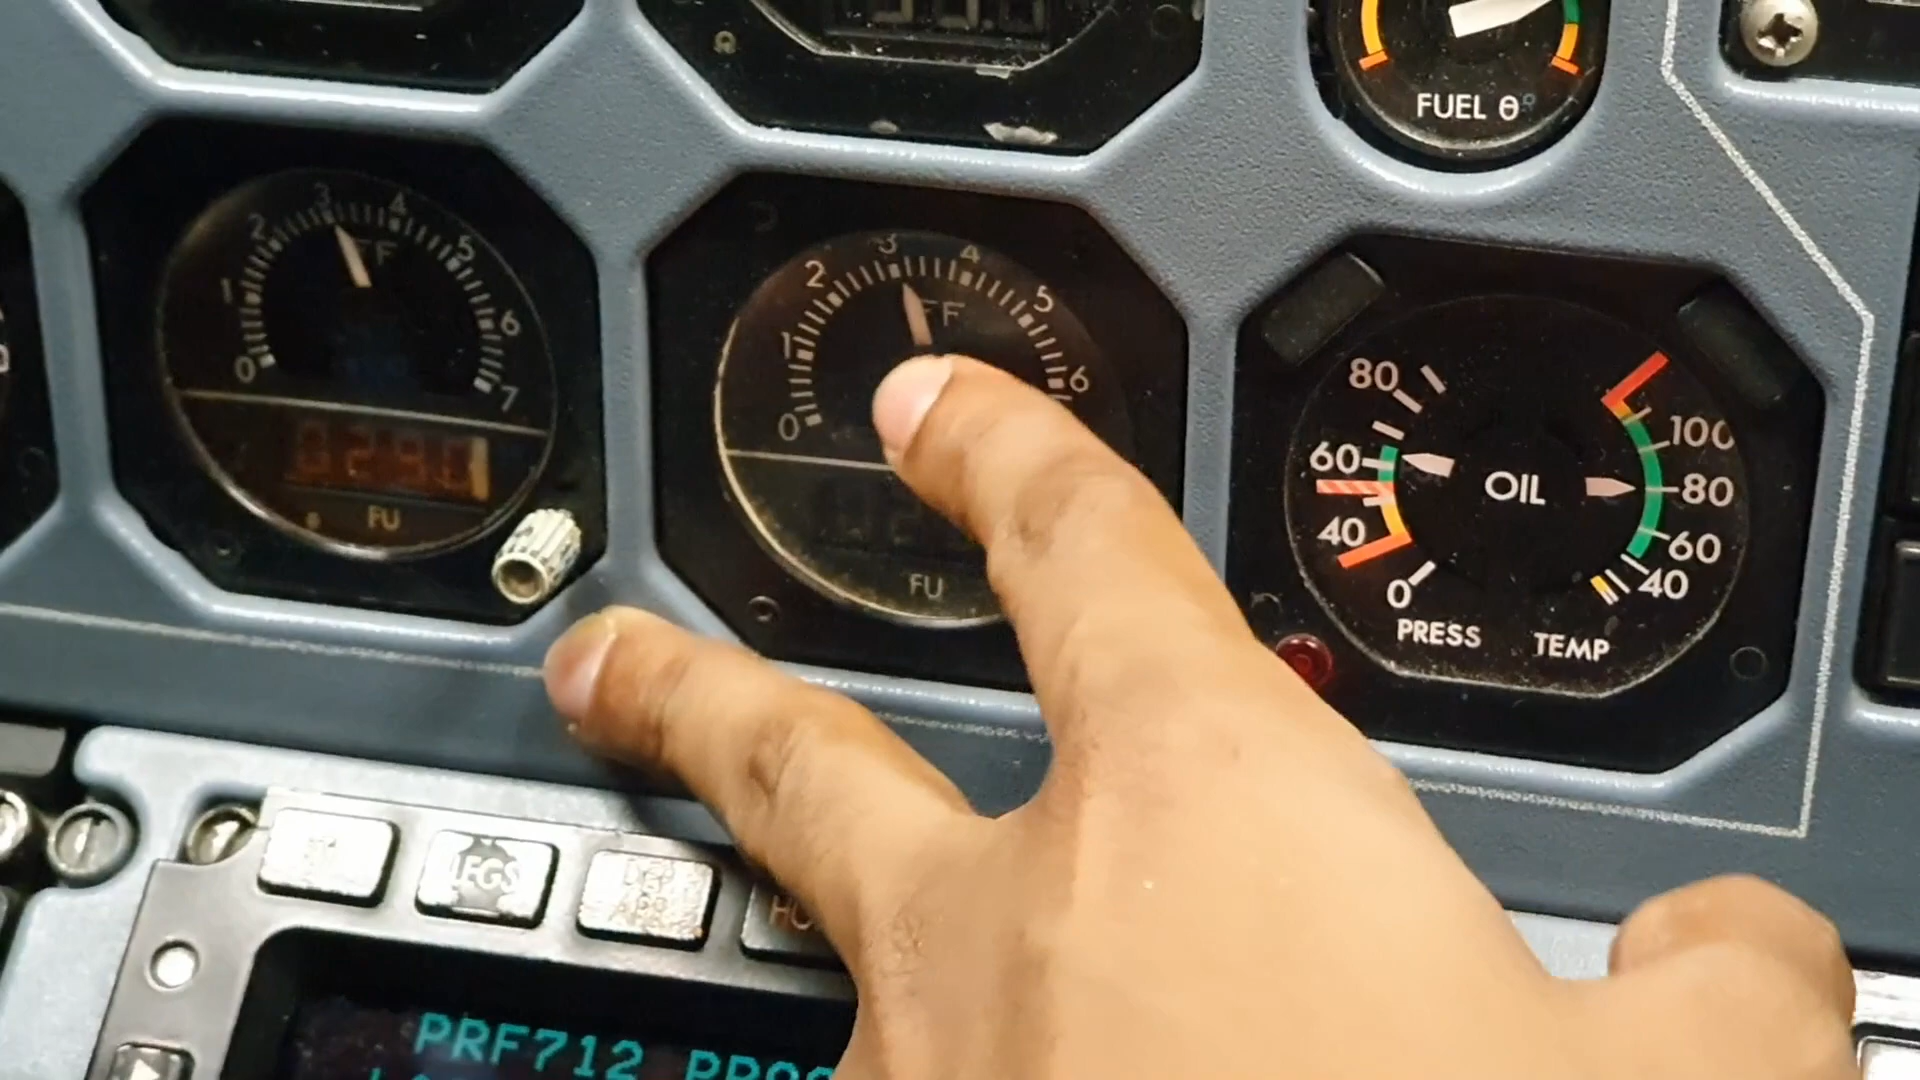 FUEL θ°
0 1 2 3 4 5 6 7
FF
FU
0 1 2 3 4 5 6
FF
FU
80
60
40
0
OIL
100
80
60
40
PRESS TEMP
LEGS
PRF712